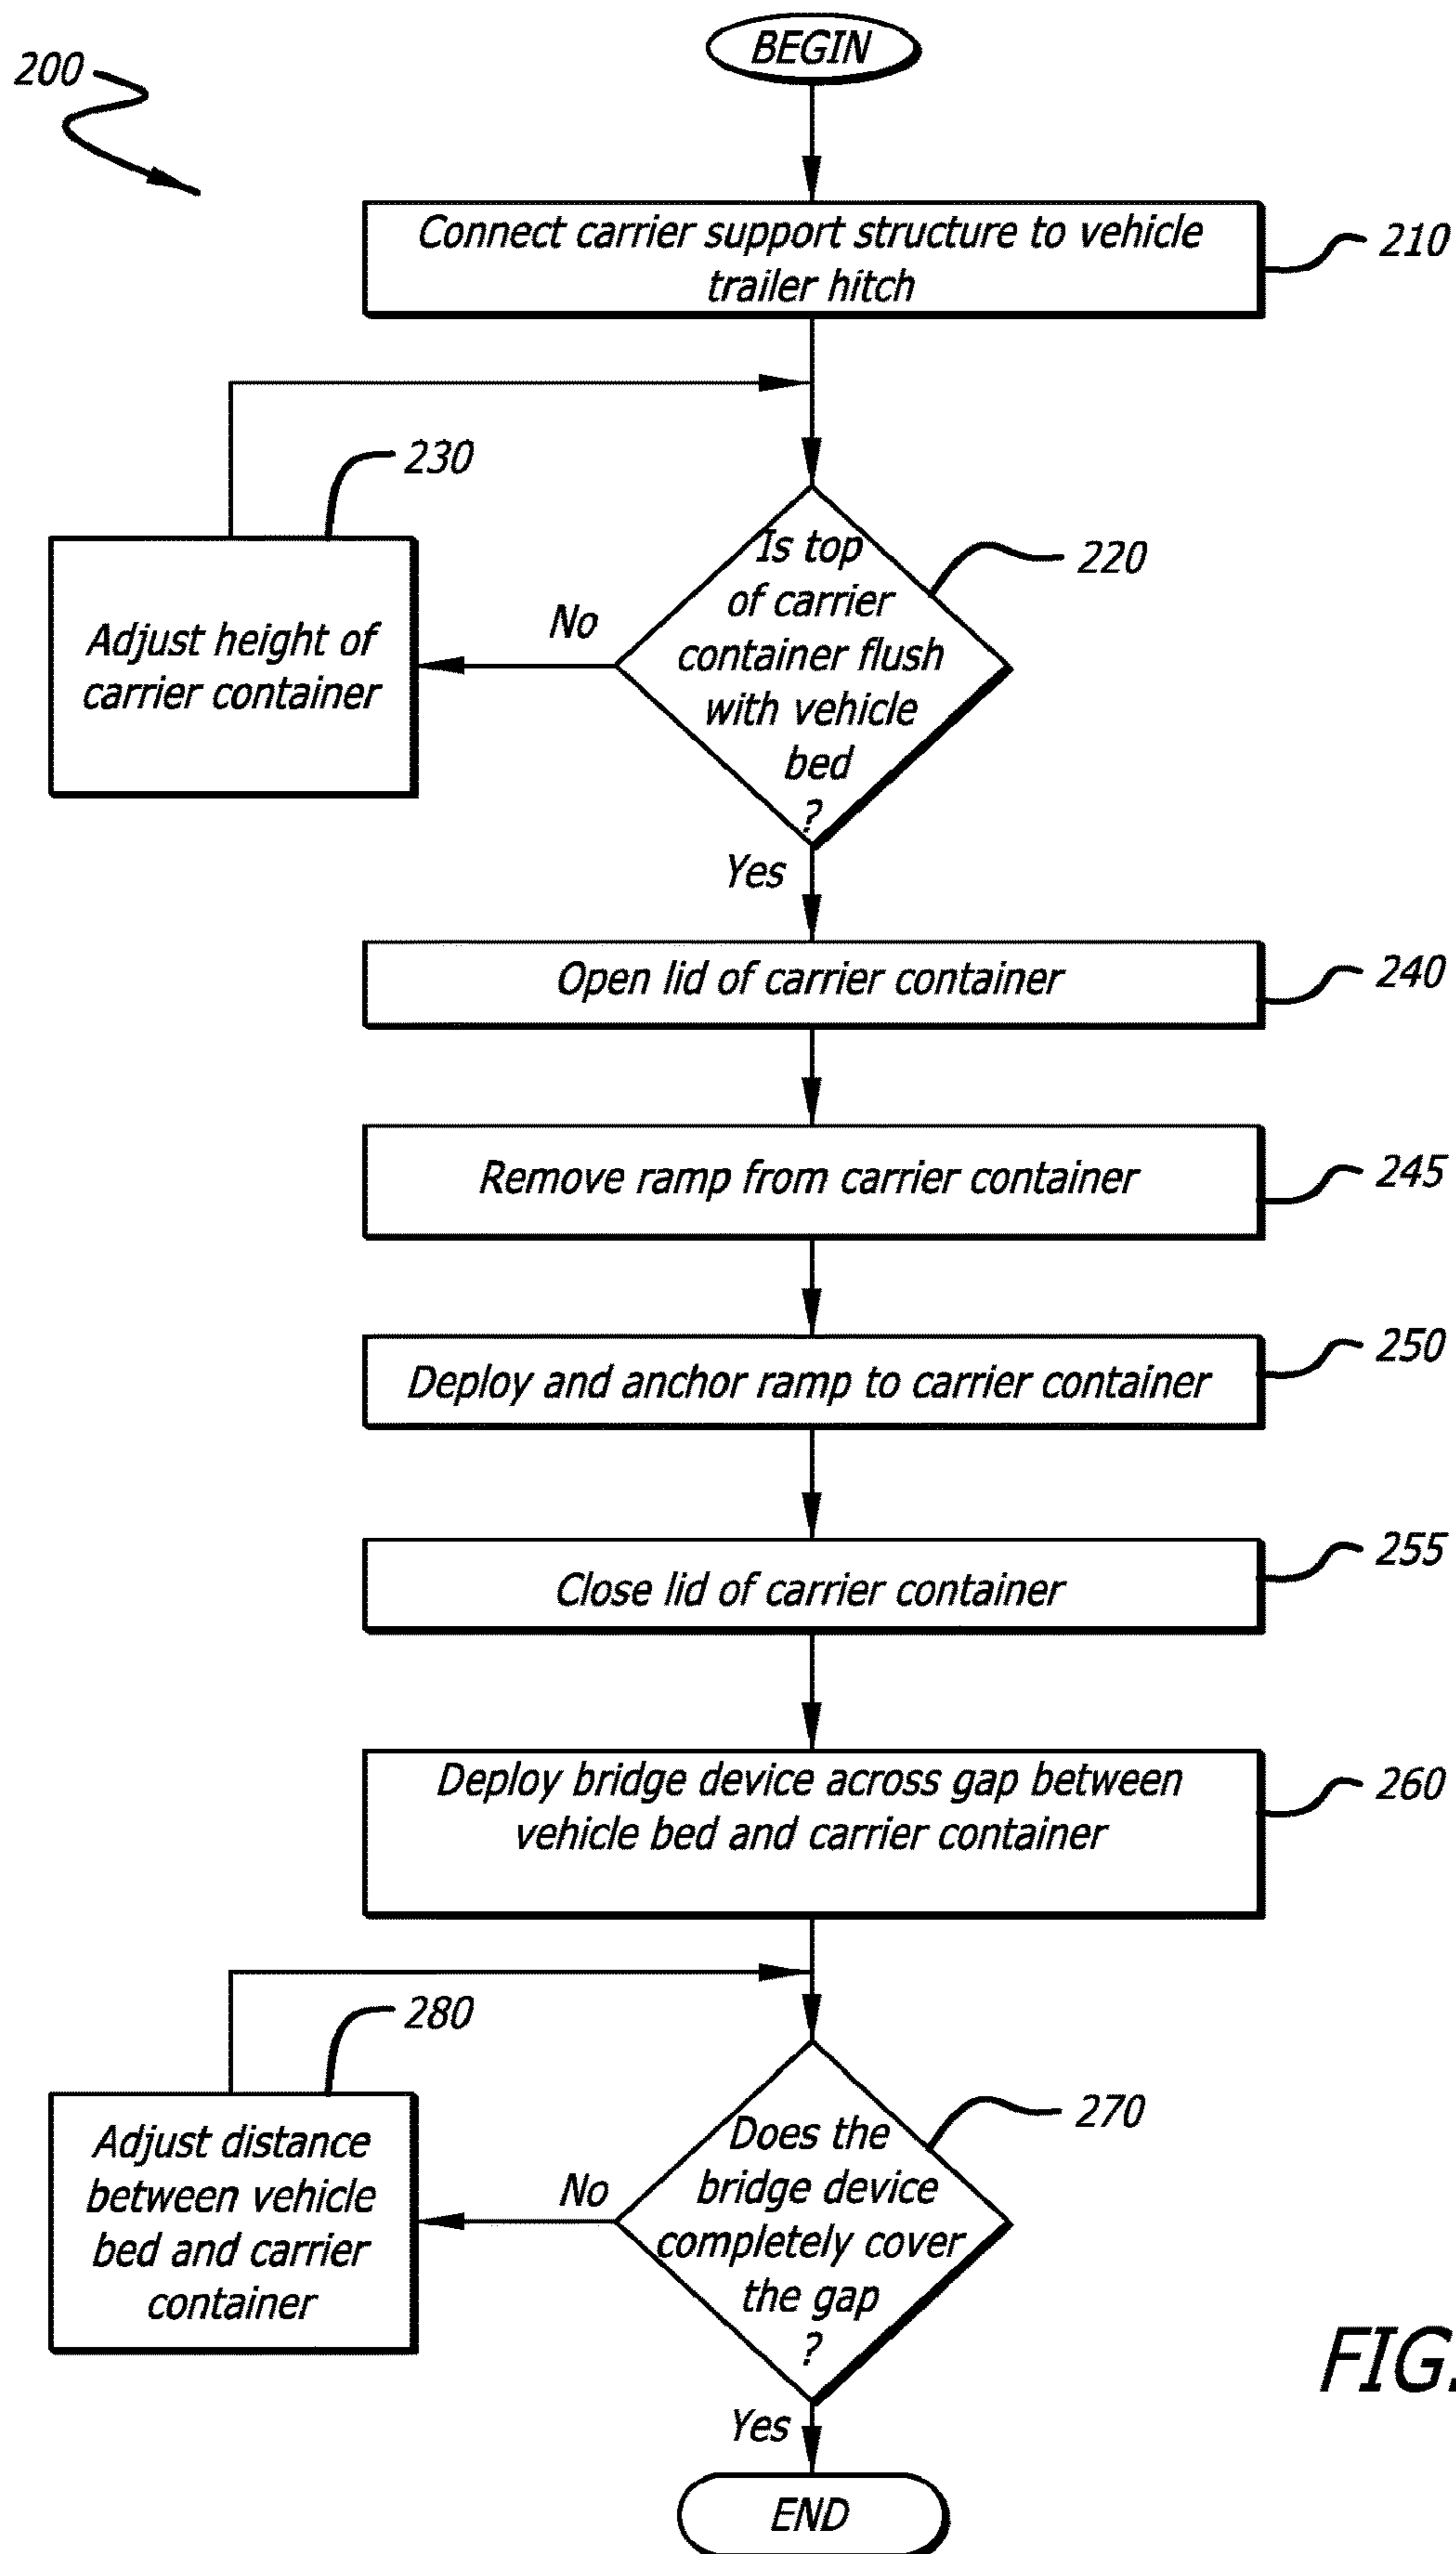 BEGIN
200
Connect carrier support structure to vehicle
trailer hitch
210
230
Is top
of carrier
container flush
with vehicle
bed
?
220
No
Adjust height of
carrier container
Yes
Open lid of carrier container
240
Remove ramp from carrier container
245
Deploy and anchor ramp to carrier container
250
Close lid of carrier container
255
Deploy bridge device across gap between
vehicle bed and carrier container
260
280
Does the
bridge device
completely cover
the gap
?
270
No
Adjust distance
between vehicle
bed and carrier
container
FIG.
Yes
END